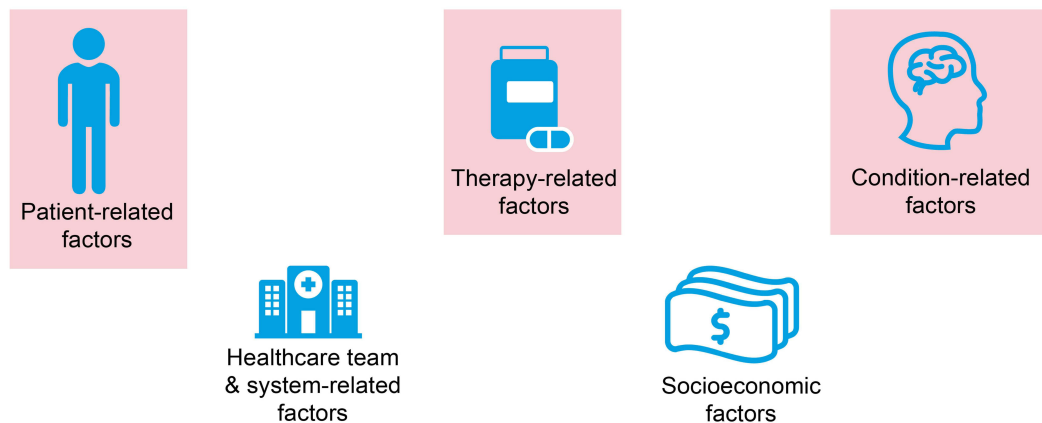 Patient-related
factors
Therapy-related
factors
Condition-related
factors
Healthcare team
& system-related
factors
$
Socioeconomic
factors